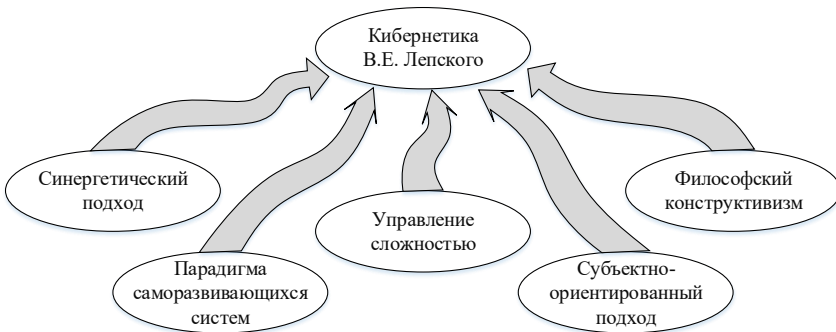 Кибернетика
В.Е. Лепского
Синергетический
подход
Философский
конструктивизм
Управление
сложностью
Парадигма
саморазвивающихся
систем
Субъектно-
ориентированный
подход